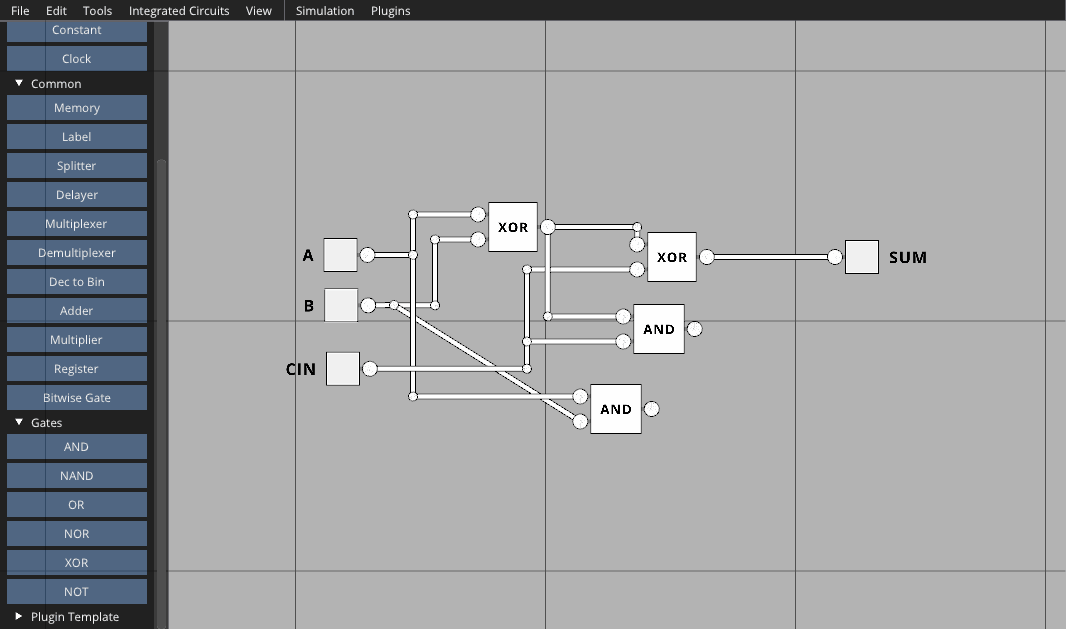 File Edit Tools Integrated Circuits View Simulation Plugins
Constant
Clock
Common
Memory
Label
Splitter
Delayer
Multiplexer
Demultiplexer
Dec to Bin
Adder
Multiplier
Register
Bitwise Gate
Gates
AND
NAND
OR
NOR
XOR
NOT
Plugin Template
XOR
A
XOR
SUM
B
AND
CIN
AND